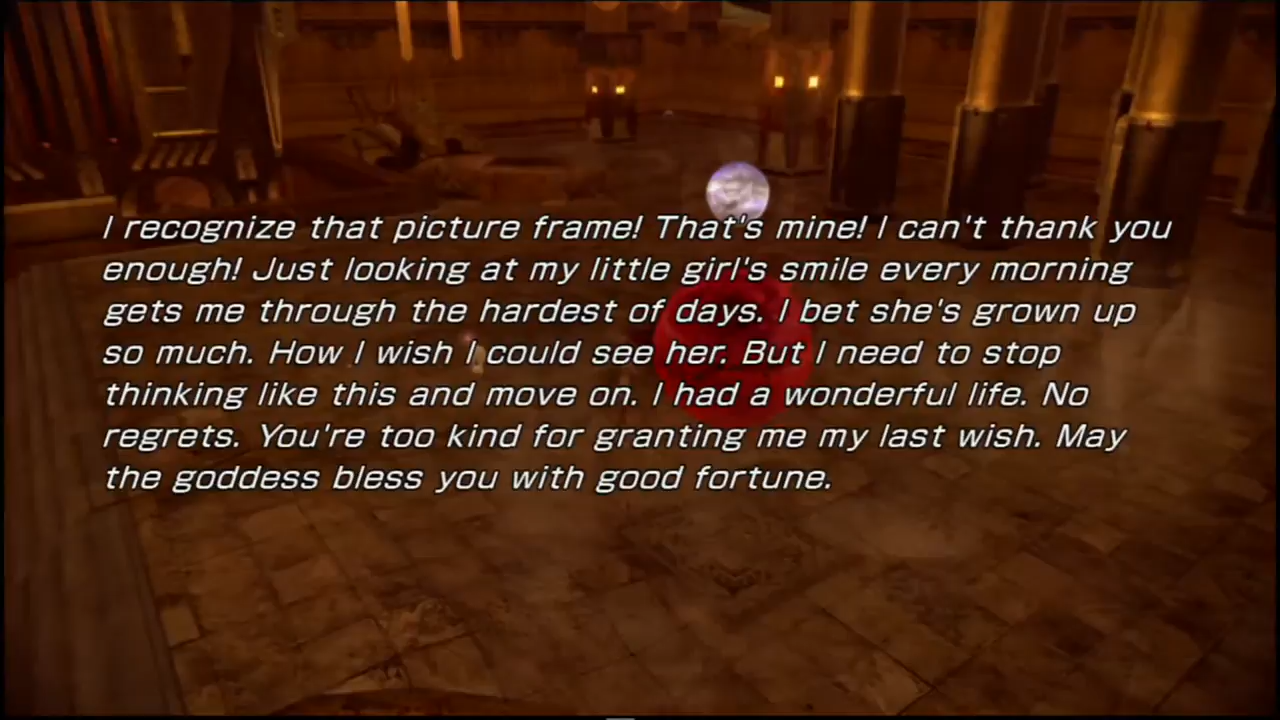 I recognize that picture frame! That's mine! I can't thank you
enough! Just looking at my little girl's smile every morning
gets me through the hardest of days. I bet she's grown up
so much. How I wish I could see her. But I need to stop
thinking like this and move on. I had a wonderful life. No
regrets. You're too kind for granting me my last wish. May
the goddess bless you with good fortune.